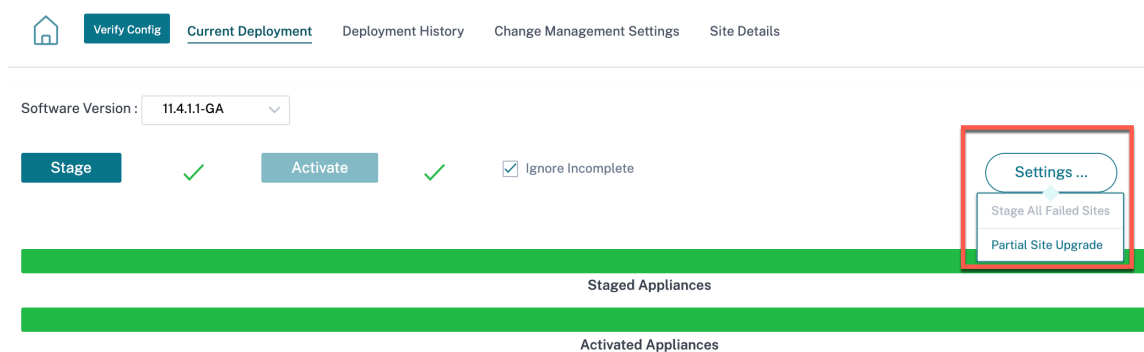 Verify Config Current Deployment Deployment History Change Management Settings Site Details
Software Version : 11.4.1.1-GA
Stage Activate Ignore Incomplete Settings ...
Stage All Failed Sites
Partial Site Upgrade
Staged Appliances
Activated Appliances